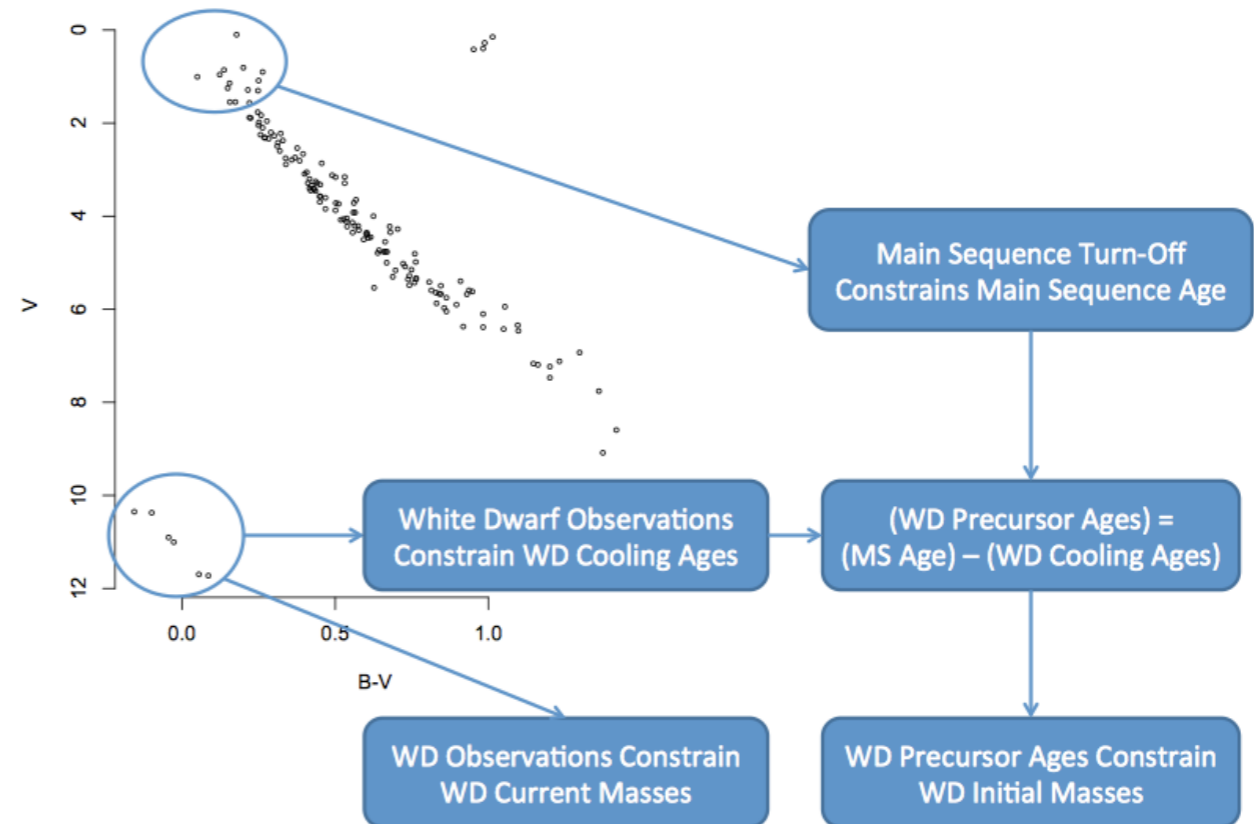 0
2
4
6
8
10
12
V
0.0
0.5
1.0
B-V
Main Sequence Turn-Off
Constrains Main Sequence Age
White Dwarf Observations
Constrain WD Cooling Ages
(WD Precursor Ages) =
(MS Age) – (WD Cooling Ages)
WD Observations Constrain
WD Current Masses
WD Precursor Ages Constrain
WD Initial Masses